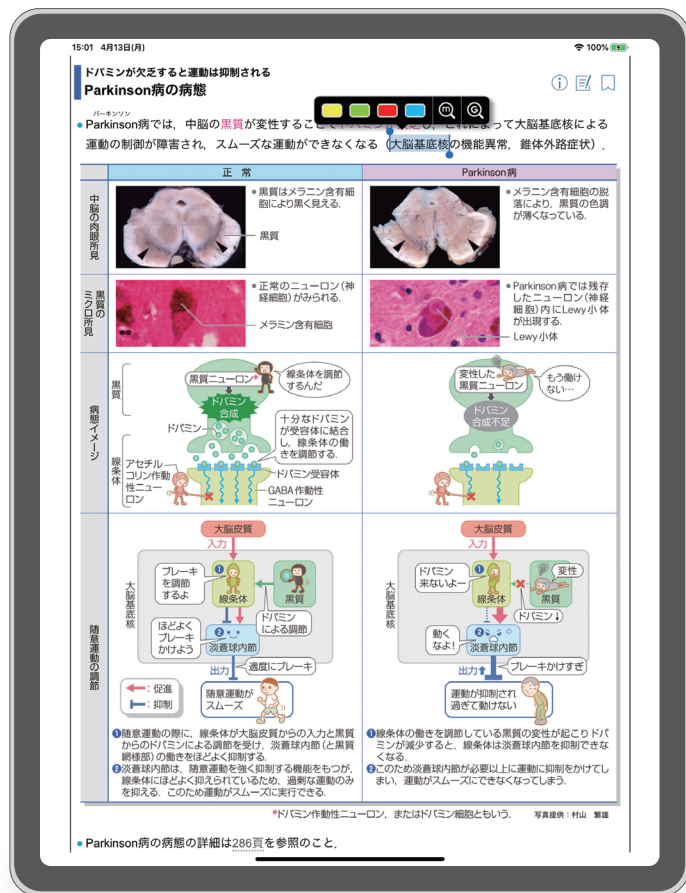 15:01 4月13日(月)
100%
ドパミンが欠乏すると運動は抑制される
Parkinson病の病態
パーキンソン
● Parkinson病では，中脳の黒質が変性すること
し，これによって大脳基底核による
運動の制御が障害され，スムーズな運動ができなくなる（大脳基底核の機能異常，錐体外路症状）．
m
G
正 常
Parkinson病
中脳の肉眼所見
● 黒質はメラニン含有細
胞により黒く見える．
黒質
● メラニン含有細胞の脱
落により，黒質の色調
が薄くなっている．
黒質の
ミクロ所見
● 正常のニューロン（神
経細胞）がみられる．
メラミン含有細胞
● Parkinson病では残存
したニューロン（神経
細胞）内にLewy小体
が出現する．
Lewy小体
病態イメージ
黒質
黒質ニューロン*
線条体を調節
するんだ
ドパミン
合成
ドパミン
十分なドパミン
が受容体に結合
し，線条体の働
きを調節する．
線条体
アセチル
コリン作動
性ニュー
ロン
ドパミン受容体
GABA作動性
ニューロン
変性した
黒質ニューロン
もう働け
ない…
ドパミン
合成不足
随意運動の調節
大脳皮質
入力
大脳基底核
ブレーキ
を調節
するよ
❶
線条体
黒質
ドパミン
による調節
ほどよく
ブレーキ
かけよう
❷
淡蒼球内節
出力
適度にブレーキ
：促進
：抑制
随意運動が
スムーズ
大脳皮質
入力
大脳基底核
ドパミン
来ないよー
❶
線条体
変性
黒質
ドパミン↓
動く
なよ！
❷
淡蒼球内節
出力↑
ブレーキかけすぎ
運動が抑制され
過ぎて動けない
❶随意運動の際に，線条体が大脳皮質からの入力と黒質
からのドパミンによる調節を受け，淡蒼球内節（と黒質
網様部）の働きをほどよく抑制する．
❷淡蒼球内節は，随意運動を強く抑制する機能をもつが，
線条体にほどよく抑えられているため，過剰な運動のみ
を抑える．このため運動がスムーズに実行できる．
❶線条体の働きを調節している黒質の変性が起こりドパ
ミンが減少すると，線条体は淡蒼球内節を抑制できな
くなる．
❷このため淡蒼球内節が必要以上に運動に抑制をかけてし
まい，運動がスムーズにできなくなってしまう．
*ドパミン作動性ニューロン，またはドパミン細胞ともいう． 写真提供：村山 繁雄
● Parkinson病の病態の詳細は286頁を参照のこと．